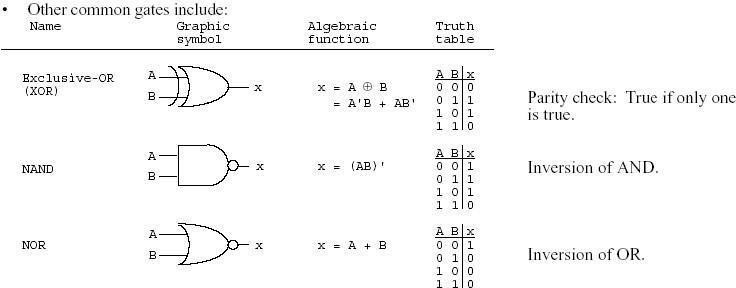 • Other common gates include:
Name Graphic symbol Algebraic function Truth table
Exclusive-OR (XOR)
A
B
x
x = A ⊕ B
= A'B + AB'
A B x
0 0 0
0 1 1
1 0 1
1 1 0
Parity check: True if only one
is true.
NAND
A
B
x
x = (AB)'
A B x
0 0 1
0 1 1
1 0 1
1 1 0
Inversion of AND.
NOR
A
B
x
x = A + B
A B x
0 0 1
0 1 0
1 0 0
1 1 0
Inversion of OR.